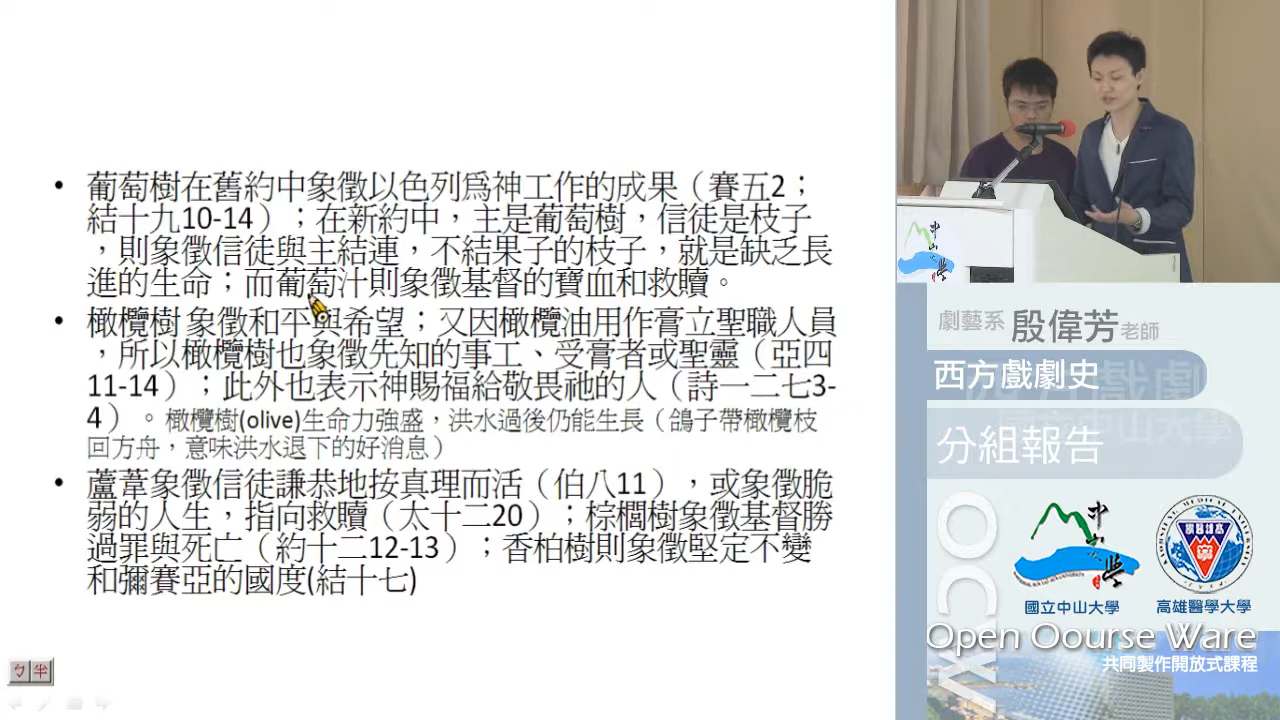 • 葡萄樹在舊約中象徵以色列為神工作的成果（賽五2；
結十九10-14）；在新約中，主是葡萄樹，信徒是枝子
，則象徵信徒與主結連，不結果子的枝子，就是缺乏長
進的生命；而葡萄汁則象徵基督的寶血和救贖。
• 橄欖樹 象徵和平與希望；又因橄欖油用作膏立聖職人員
，所以橄欖樹也象徵先知的事工、受膏者或聖靈（亞四
11-14）；此外也表示神賜福給敬畏祂的人（詩一二七3-
4）。橄欖樹(olive)生命力強盛，洪水過後仍能生長（鴿子帶橄欖枝
回方舟，意味洪水退下的好消息）
• 蘆葦象徵信徒謙恭地按真理而活（伯八11），或象徵脆
弱的人生，指向救贖（太十二20）；棕櫚樹象徵基督勝
過罪與死亡（約十二12-13）；香柏樹則象徵堅定不變
和彌賽亞的國度(結十七)
ㄅ半
中山大學
劇藝系 殷偉芳老師
西方戲劇史
分組報告
OCW
中山大學
國立中山大學
高雄醫學大學
Open Oourse Ware
共同製作開放式課程